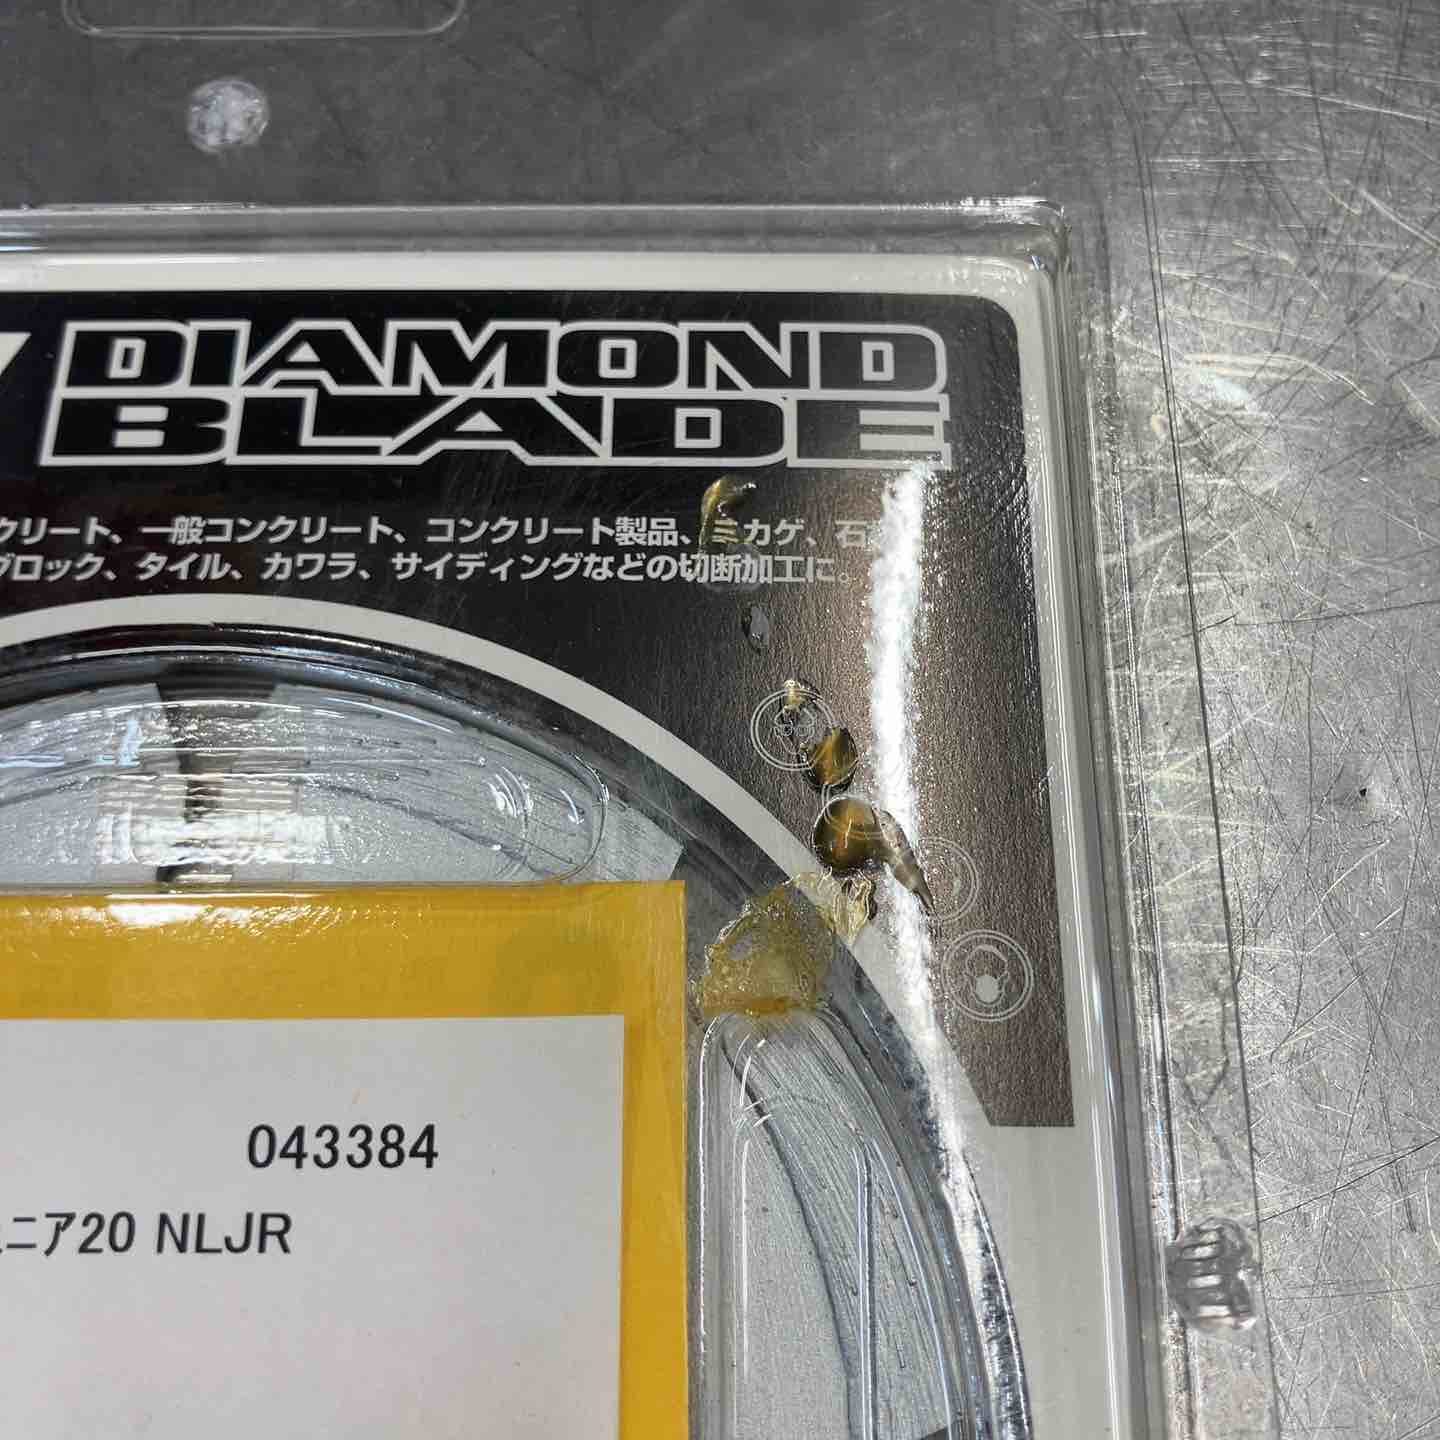 DIAMOND
BLADE
クリート、一般コンクリート、コンクリート製品、ミカゲ、石
ブロック、タイル、カワラ、サイディングなどの切断加工に。
043384
ニア20 NLJR